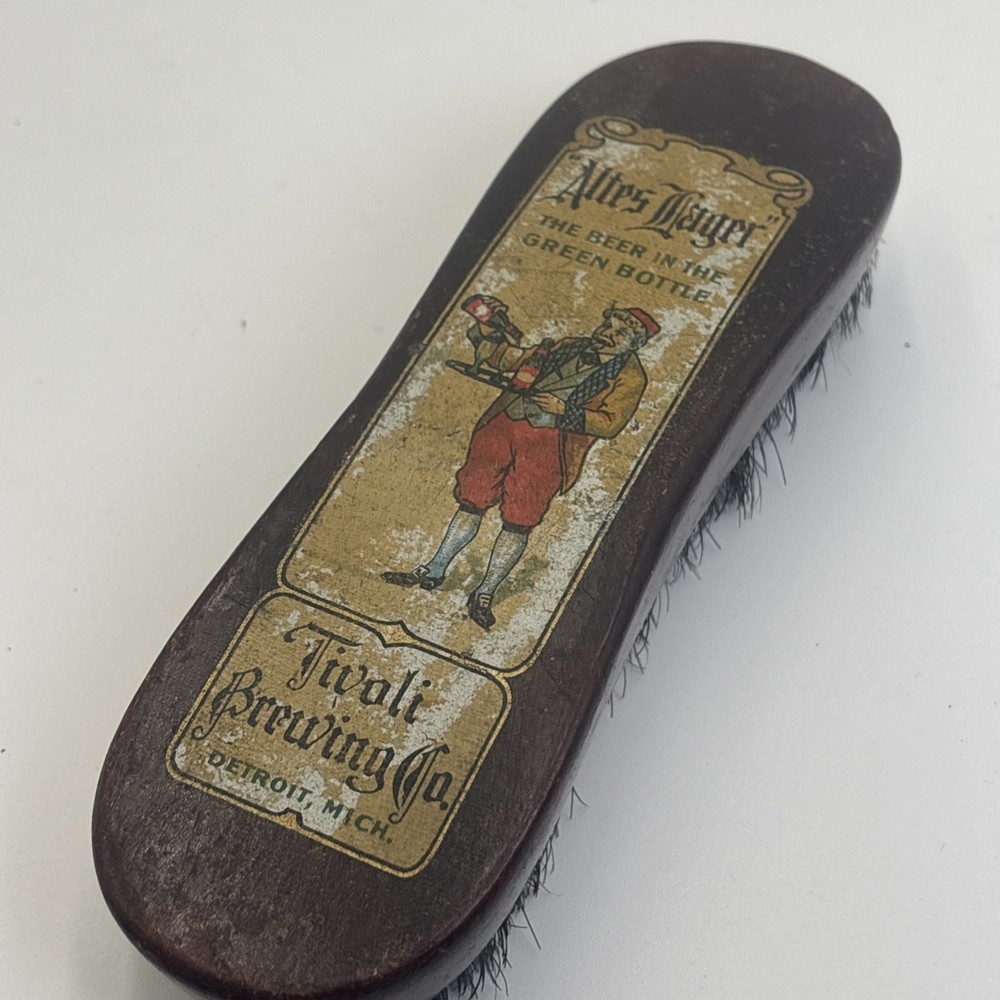 "Altes Lager"
THE BEER IN THE
GREEN BOTTLE
Tivoli
Brewing Co.
DETROIT, MICH.